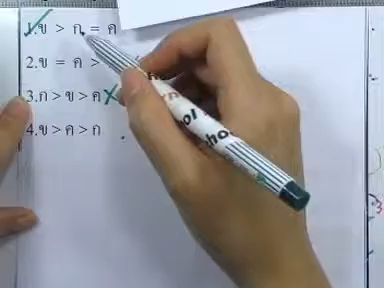 1.ข > ก = ค
2.ข = ค >
3.ก > ข > ค
4.ข > ค > ก